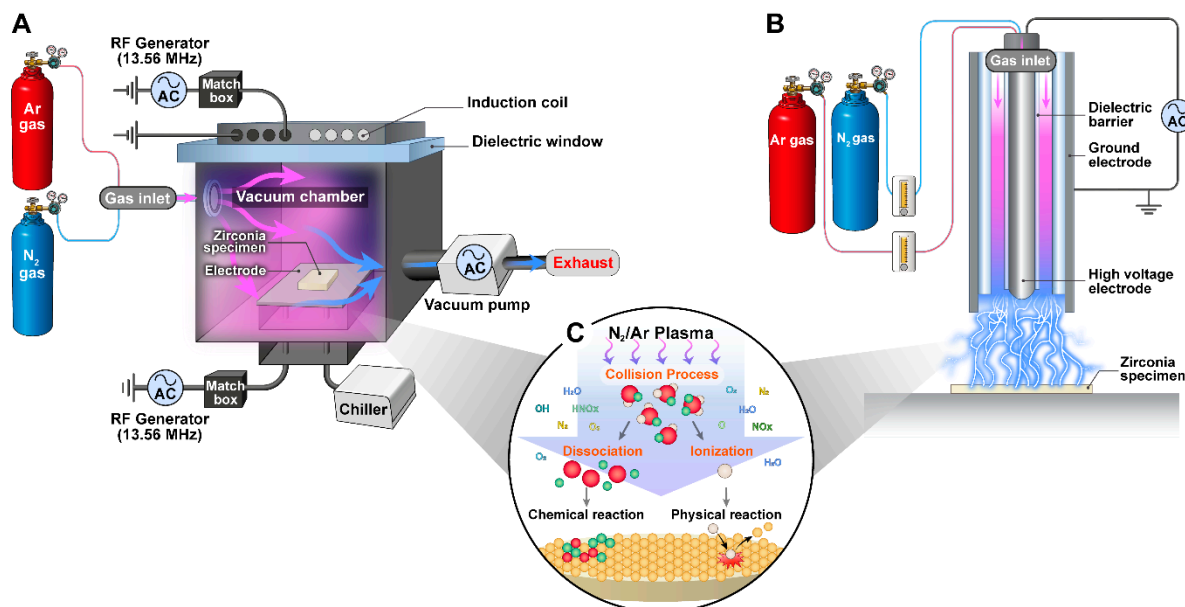 A
RF Generator
(13.56 MHz)
AC
Match
box
Ar
gas
Induction coil
Dielectric window
Gas inlet
Vacuum chamber
Zirconia
specimen
Electrode
N₂
gas
AC
Exhaust
Vacuum pump
AC
Match
box
RF Generator
(13.56 MHz)
Chiller
B
Gas inlet
Ar gas
N₂
gas
Dielectric
barrier
AC
Ground
electrode
High voltage
electrode
Zirconia
specimen
C
N₂/Ar Plasma
Collision Process
H₂O
O₂
N₂
OH
HNOx
H₂O
N₂
O₃
O
NOx
Dissociation
Ionization
O₂
H₂O
Chemical reaction
Physical reaction